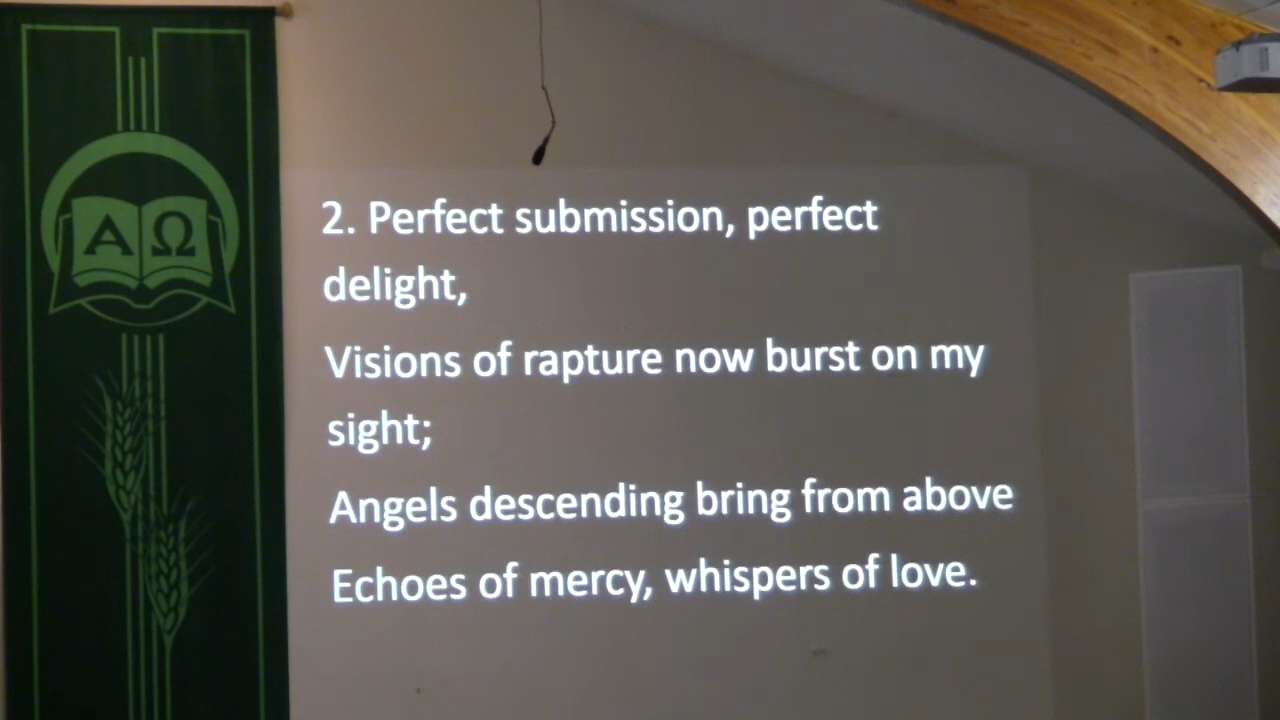 Α Ω
2. Perfect submission, perfect
delight,
Visions of rapture now burst on my
sight;
Angels descending bring from above
Echoes of mercy, whispers of love.